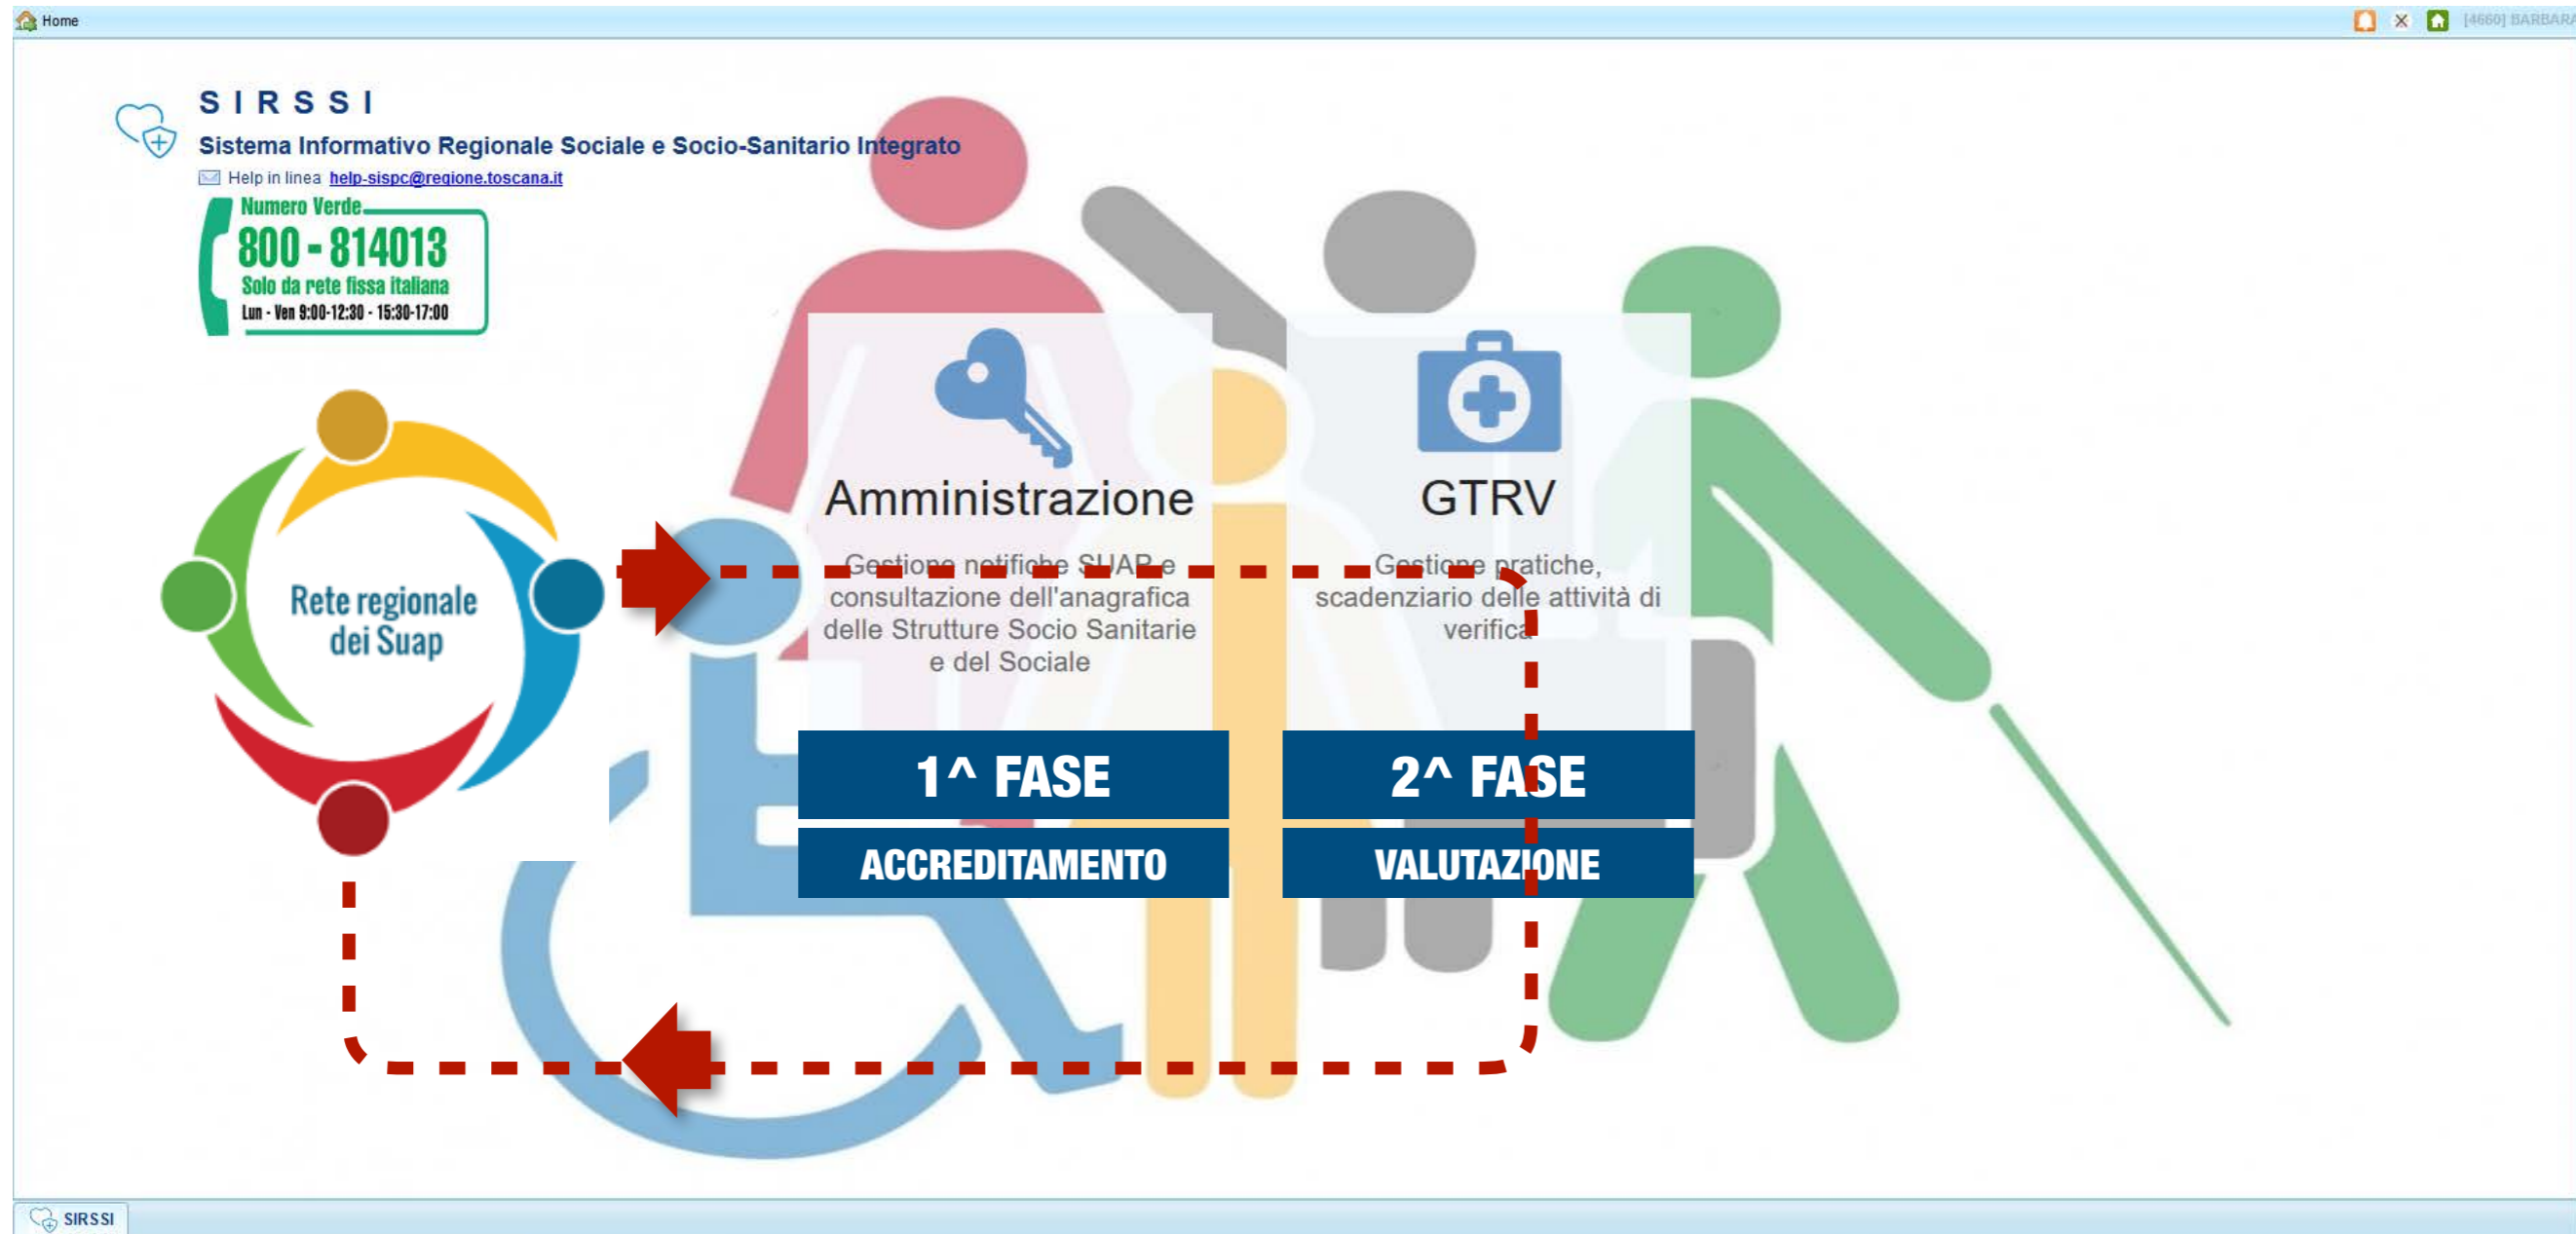 Home
[4660] BARBARA
S I R S S I
Sistema Informativo Regionale Sociale e Socio-Sanitario Integrato
Help in linea help-sispc@regione.toscana.it
Numero Verde
800 - 814013
Solo da rete fissa italiana
Lun - Ven 9:00-12:30 - 15:30-17:00
Rete regionale
dei Suap
Amministrazione
Gestione notifiche SUAP e
consultazione dell'anagrafica
delle Strutture Socio Sanitarie
e del Sociale
1^ FASE
ACCREDITAMENTO
GTRV
Gestione pratiche,
scadenziario delle attività di
verifica
2^ FASE
VALUTAZIONE
SIRSSI